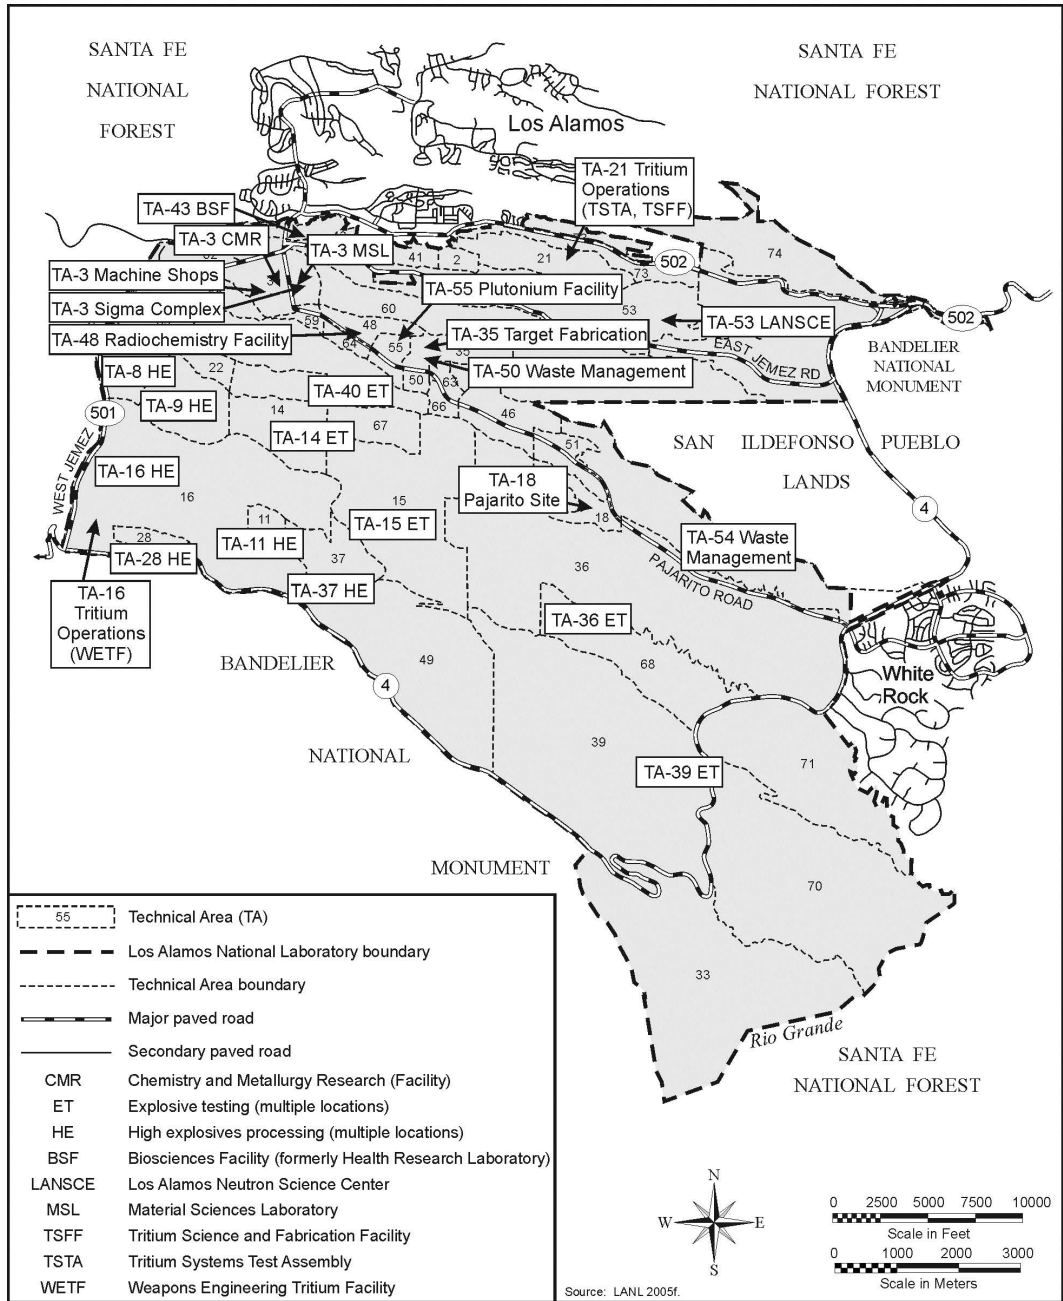 SANTA FE
NATIONAL
FOREST
SANTA FE
NATIONAL FOREST
Los Alamos
TA-21 Tritium
Operations
(TSTA, TSFF)
TA-43 BSF
TA-3 CMR
TA-3 MSL
TA-3 Machine Shops
TA-3 Sigma Complex
TA-48 Radiochemistry Facility
TA-55 Plutonium Facility
TA-35 Target Fabrication
TA-50 Waste Management
TA-53 LANSCE
41
2
21
73
74
502
502
60
59
48
64
55
35
53
50
63
66
46
51
22
14
67
EAST JEMEZ RD
BANDELIER
NATIONAL
MONUMENT
TA-8 HE
TA-9 HE
TA-40 ET
TA-14 ET
501
WEST JEMEZ
TA-16 HE
16
SAN ILDEFONSO PUEBLO
LANDS
TA-18
Pajarito Site
18
15
TA-15 ET
11
TA-11 HE
28
TA-28 HE
37
TA-37 HE
TA-54 Waste
Management
PAJARITO ROAD
4
36
TA-36 ET
TA-16
Tritium
Operations
(WETF)
BANDELIER
49
68
White
Rock
4
NATIONAL
39
TA-39 ET
71
MONUMENT
70
33
Rio Grande
SANTA FE
NATIONAL FOREST
55 Technical Area (TA)
Los Alamos National Laboratory boundary
Technical Area boundary
Major paved road
Secondary paved road
CMR Chemistry and Metallurgy Research (Facility)
ET Explosive testing (multiple locations)
HE High explosives processing (multiple locations)
BSF Biosciences Facility (formerly Health Research Laboratory)
LANSCE Los Alamos Neutron Science Center
MSL Material Sciences Laboratory
TSFF Tritium Science and Fabrication Facility
TSTA Tritium Systems Test Assembly
WETF Weapons Engineering Tritium Facility
N
W E
S
0 2500 5000 7500 10000
Scale in Feet
0 1000 2000 3000
Scale in Meters
Source: LANL 2005f.